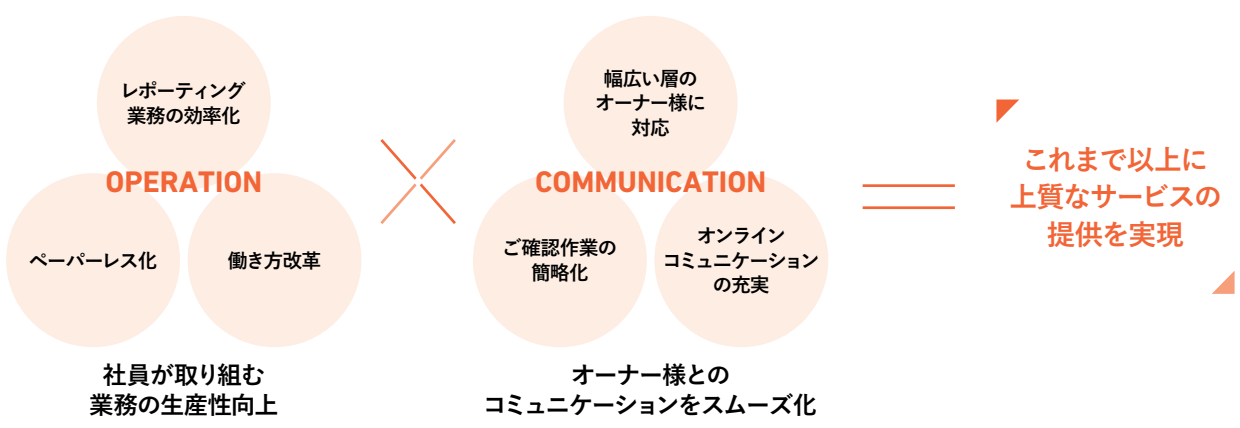 レポーティング
業務の効率化
OPERATION
ペーパーレス化
働き方改革
社員が取り組む
業務の生産性向上
幅広い層の
オーナー様に
対応
COMMUNICATION
ご確認作業の
簡略化
オンライン
コミュニケーション
の充実
オーナー様との
コミュニケーションをスムーズ化
これまで以上に
上質なサービスの
提供を実現